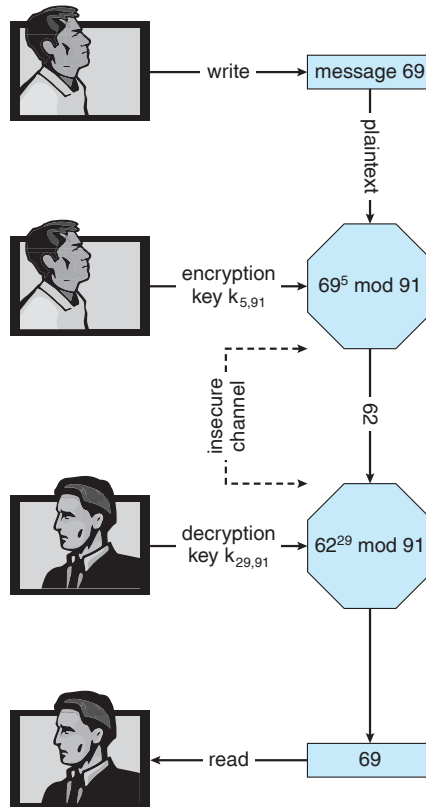 write
message 69
plaintext
encryption
key k5,91
69⁵ mod 91
insecure
channel
62
decryption
key k29,91
62²⁹ mod 91
read
69